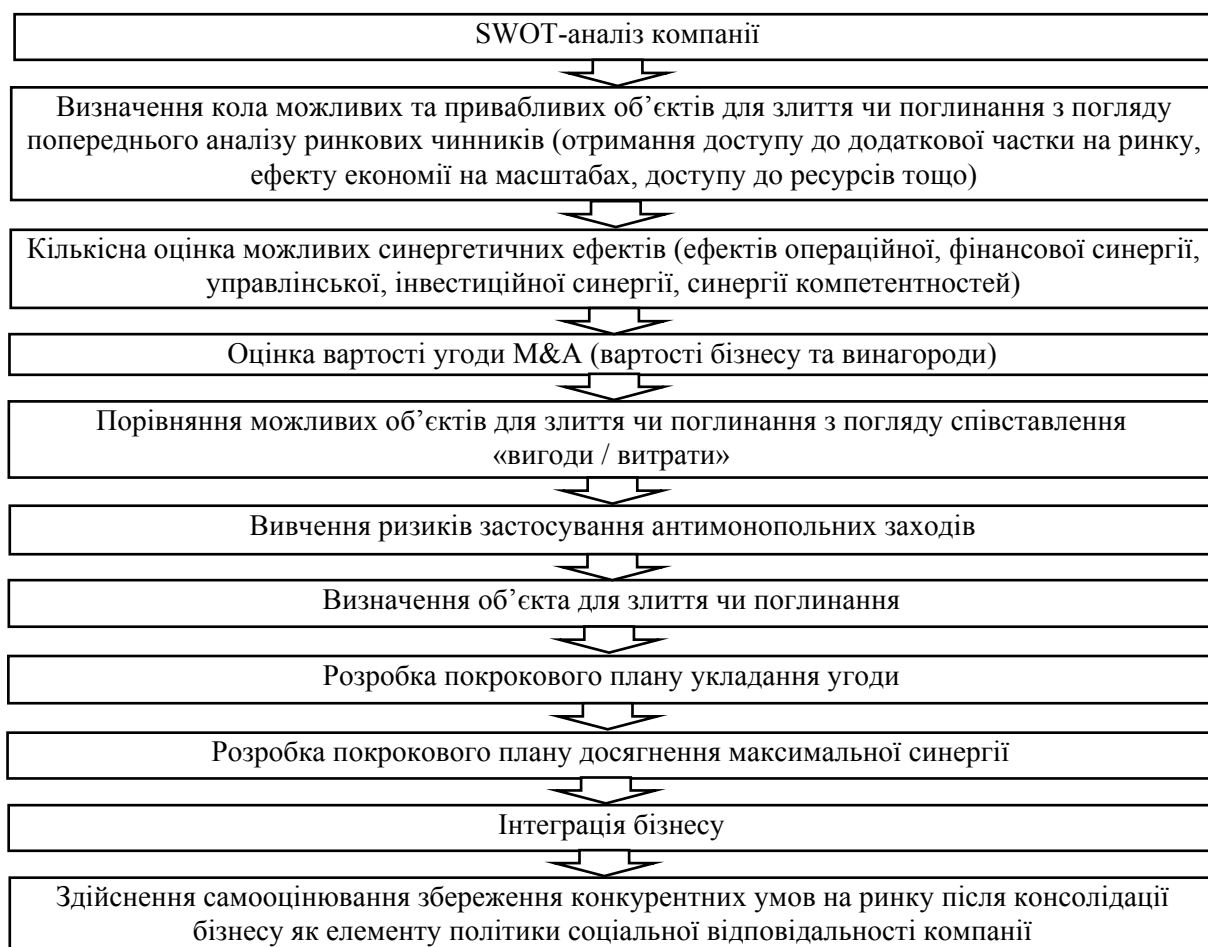 SWOT-аналіз компанії
Визначення кола можливих та привабливих об’єктів для злиття чи поглинання з погляду
попереднього аналізу ринкових чинників (отримання доступу до додаткової частки на ринку,
ефекту економії на масштабах, доступу до ресурсів тощо)
Кількісна оцінка можливих синергетичних ефектів (ефектів операційної, фінансової синергії,
управлінської, інвестиційної синергії, синергії компетентностей)
Оцінка вартості угоди M&A (вартості бізнесу та винагороди)
Порівняння можливих об’єктів для злиття чи поглинання з погляду співставлення
«вигоди / витрати»
Вивчення ризиків застосування антимонопольних заходів
Визначення об’єкта для злиття чи поглинання
Розробка покрокового плану укладання угоди
Розробка покрокового плану досягнення максимальної синергії
Інтеграція бізнесу
Здійснення самооцінювання збереження конкурентних умов на ринку після консолідації
бізнесу як елементу політики соціальної відповідальності компанії